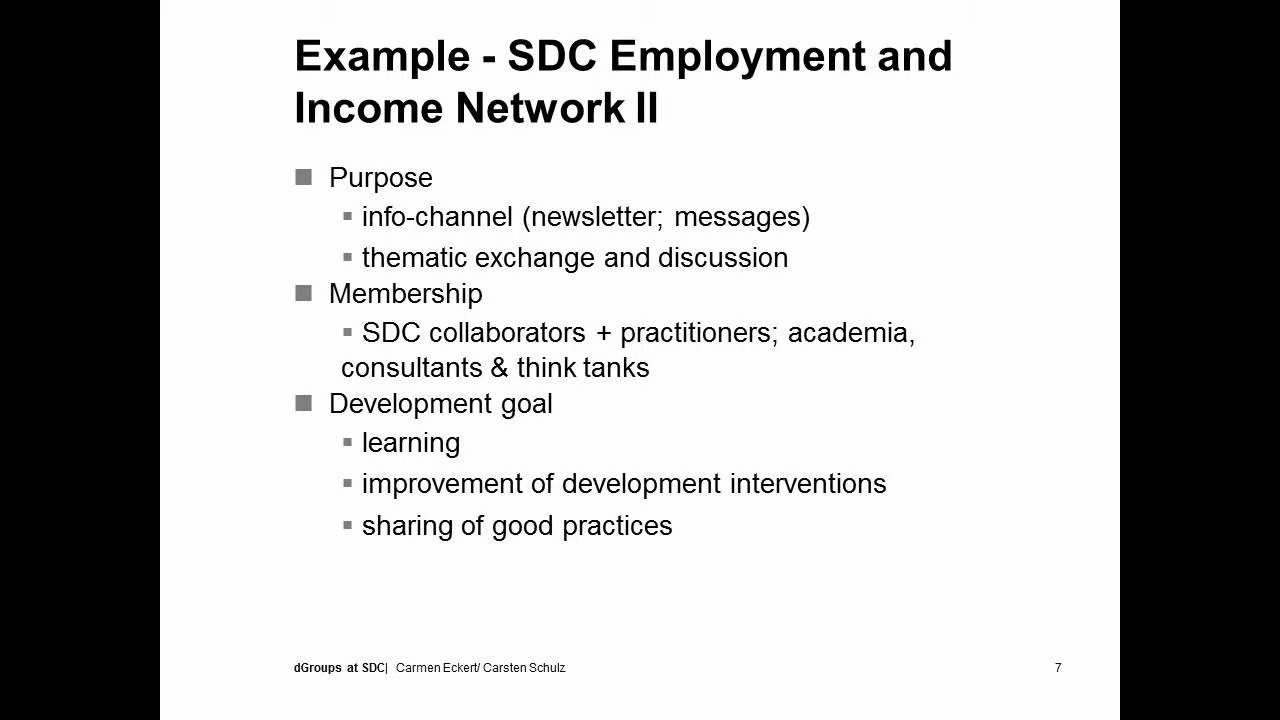 Example - SDC Employment and
Income Network II
Purpose
info-channel (newsletter; messages)
thematic exchange and discussion
Membership
SDC collaborators + practitioners; academia,
consultants & think tanks
Development goal
learning
improvement of development interventions
sharing of good practices
dGroups at SDC| Carmen Eckert/ Carsten Schulz
7